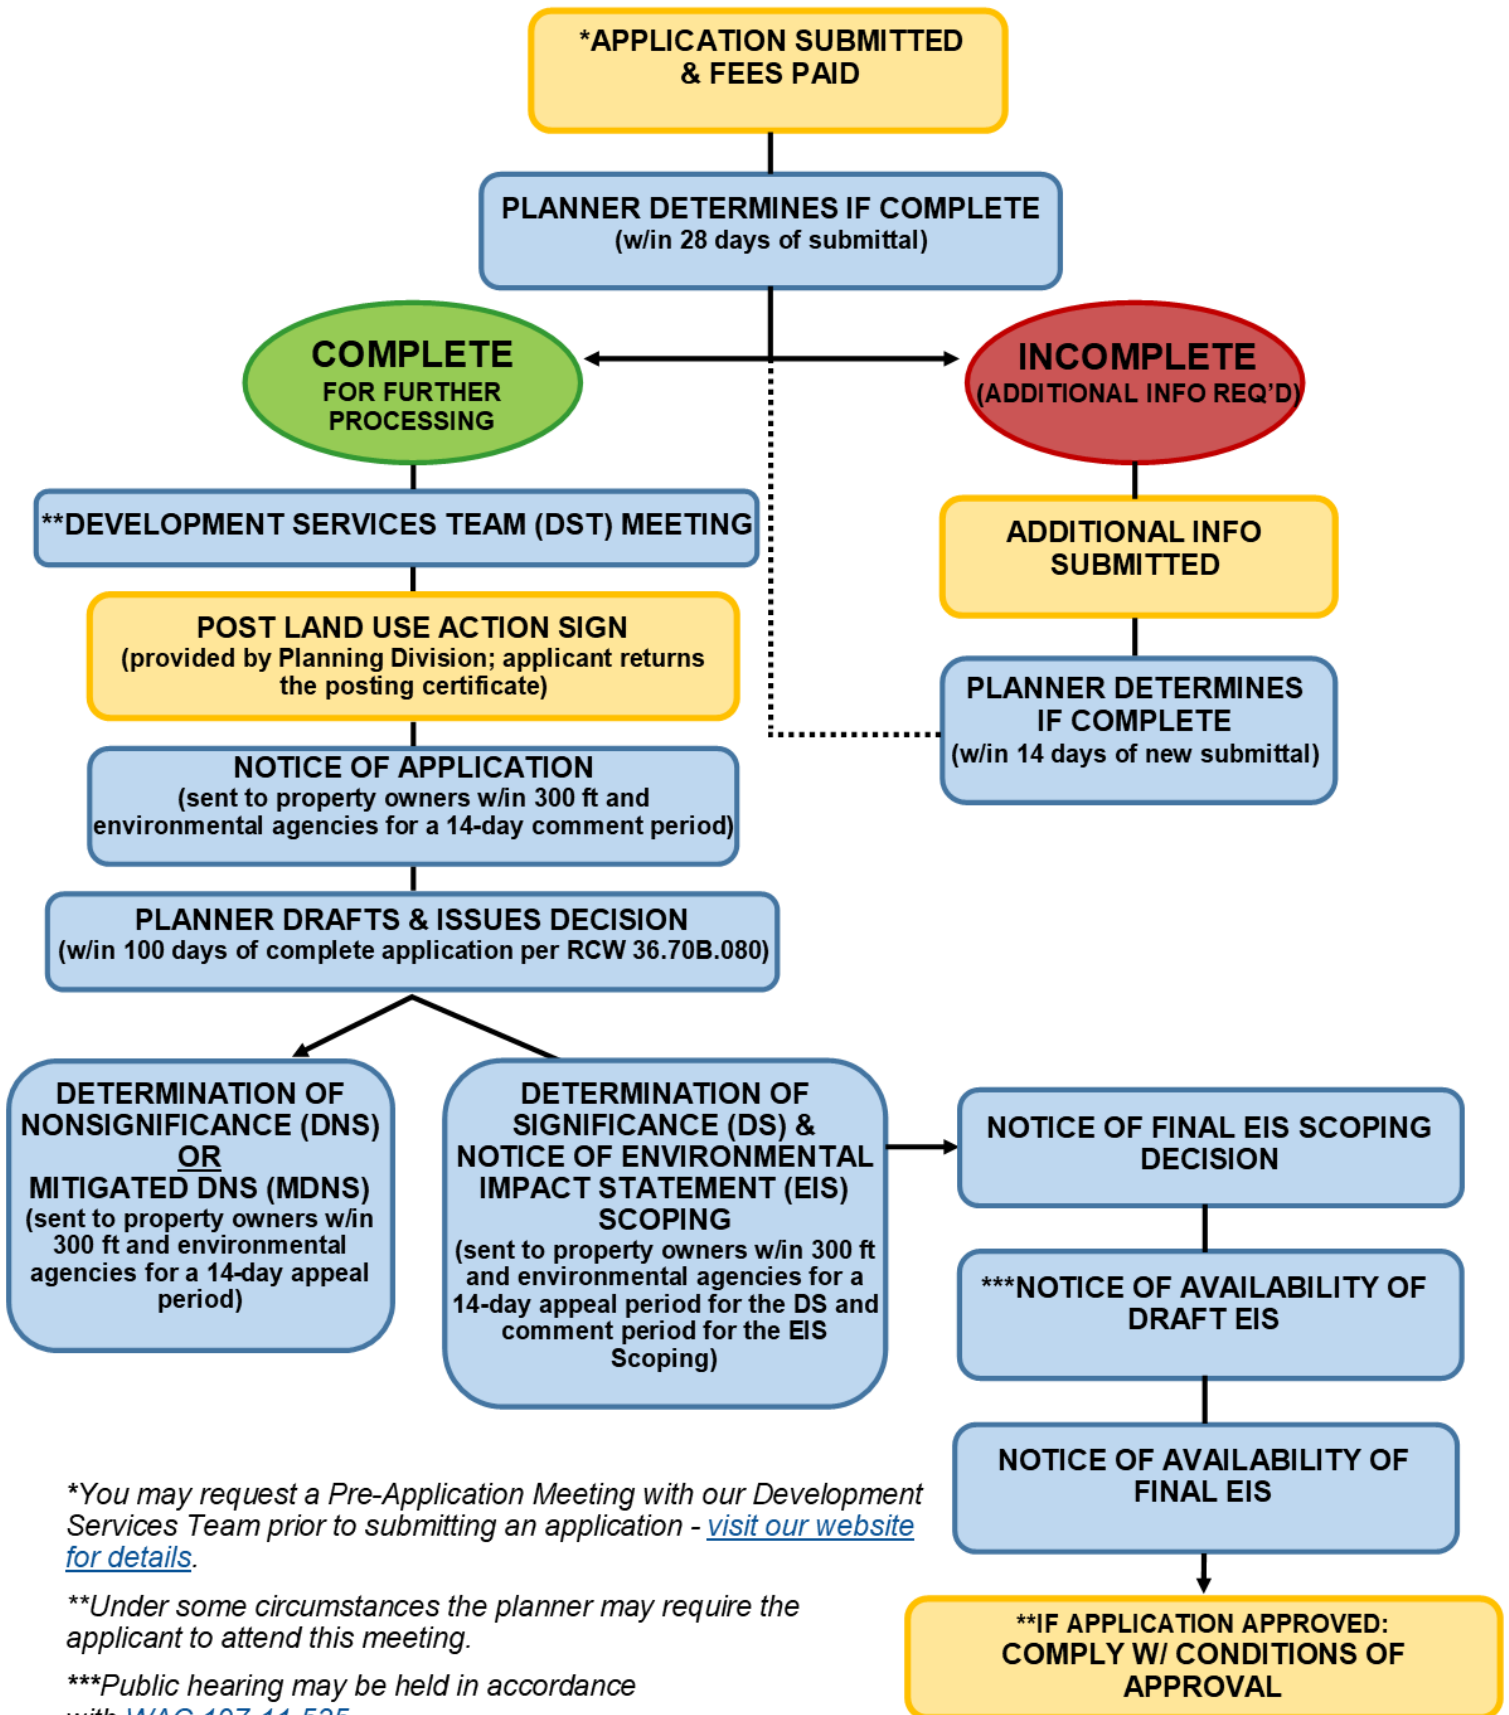 *APPLICATION SUBMITTED
& FEES PAID
PLANNER DETERMINES IF COMPLETE
(w/in 28 days of submittal)
COMPLETE
FOR FURTHER
PROCESSING
INCOMPLETE
(ADDITIONAL INFO REQ'D)
**DEVELOPMENT SERVICES TEAM (DST) MEETING
ADDITIONAL INFO
SUBMITTED
POST LAND USE ACTION SIGN
(provided by Planning Division; applicant returns
the posting certificate)
PLANNER DETERMINES
IF COMPLETE
(w/in 14 days of new submittal)
NOTICE OF APPLICATION
(sent to property owners w/in 300 ft and
environmental agencies for a 14-day comment period)
PLANNER DRAFTS & ISSUES DECISION
(w/in 100 days of complete application per RCW 36.70B.080)
DETERMINATION OF
NONSIGNIFICANCE (DNS)
OR
MITIGATED DNS (MDNS)
(sent to property owners w/in
300 ft and environmental
agencies for a 14-day appeal
period)
DETERMINATION OF
SIGNIFICANCE (DS) &
NOTICE OF ENVIRONMENTAL
IMPACT STATEMENT (EIS)
SCOPING
(sent to property owners w/in 300 ft
and environmental agencies for a
14-day appeal period for the DS and
comment period for the EIS
Scoping)
NOTICE OF FINAL EIS SCOPING
DECISION
***NOTICE OF AVAILABILITY OF
DRAFT EIS
NOTICE OF AVAILABILITY OF
FINAL EIS
**IF APPLICATION APPROVED:
COMPLY W/ CONDITIONS OF
APPROVAL
*You may request a Pre-Application Meeting with our Development
Services Team prior to submitting an application - visit our website
for details.
**Under some circumstances the planner may require the
applicant to attend this meeting.
***Public hearing may be held in accordance
with WAC 197-11-535